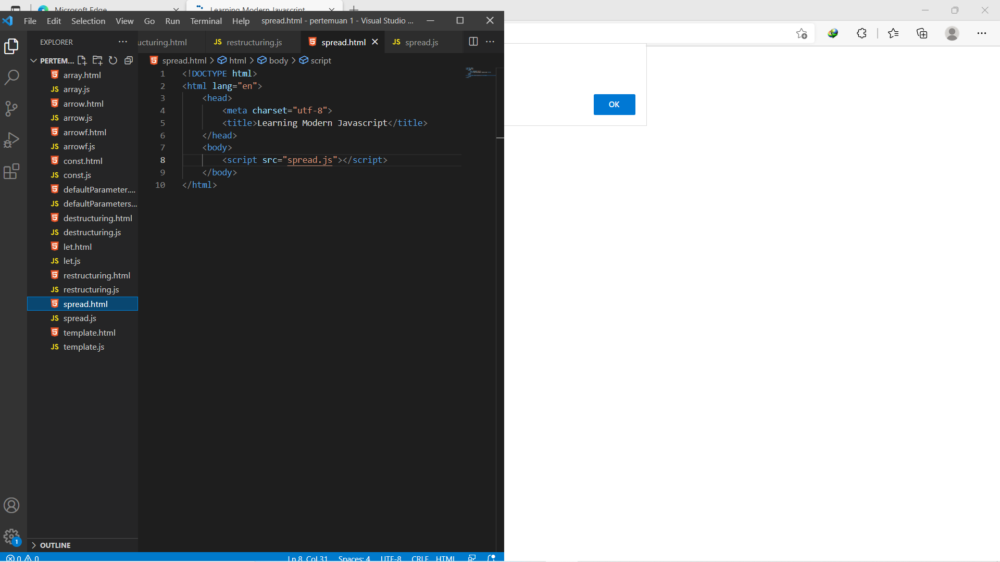 Microsoft Edge
Learning Modern Javascript
File Edit Selection View Go Run Terminal Help spread.html - pertemuan 1 - Visual Studio ...
EXPLORER
ucturing.html
JS restructuring.js
spread.html
JS spread.js
PERTEM...
spread.html > html > body > script
array.html
JS array.js
arrow.html
JS arrow.js
arrowf.html
JS arrowf.js
const.html
JS const.js
defaultParameter....
JS defaultParameters...
destructuring.html
JS destructuring.js
let.html
JS let.js
restructuring.html
JS restructuring.js
spread.html
JS spread.js
template.html
JS template.js
1 <!DOCTYPE html>
2 <html lang="en">
3 <head>
4 <meta charset="utf-8">
5 <title>Learning Modern Javascript</title>
6 </head>
7 <body>
8 <script src="spread.js"></script>
9 </body>
10 </html>
OK
1
OUTLINE
0 0 Ln 8, Col 31 Spaces: 4 UTF-8 CRLF HTML